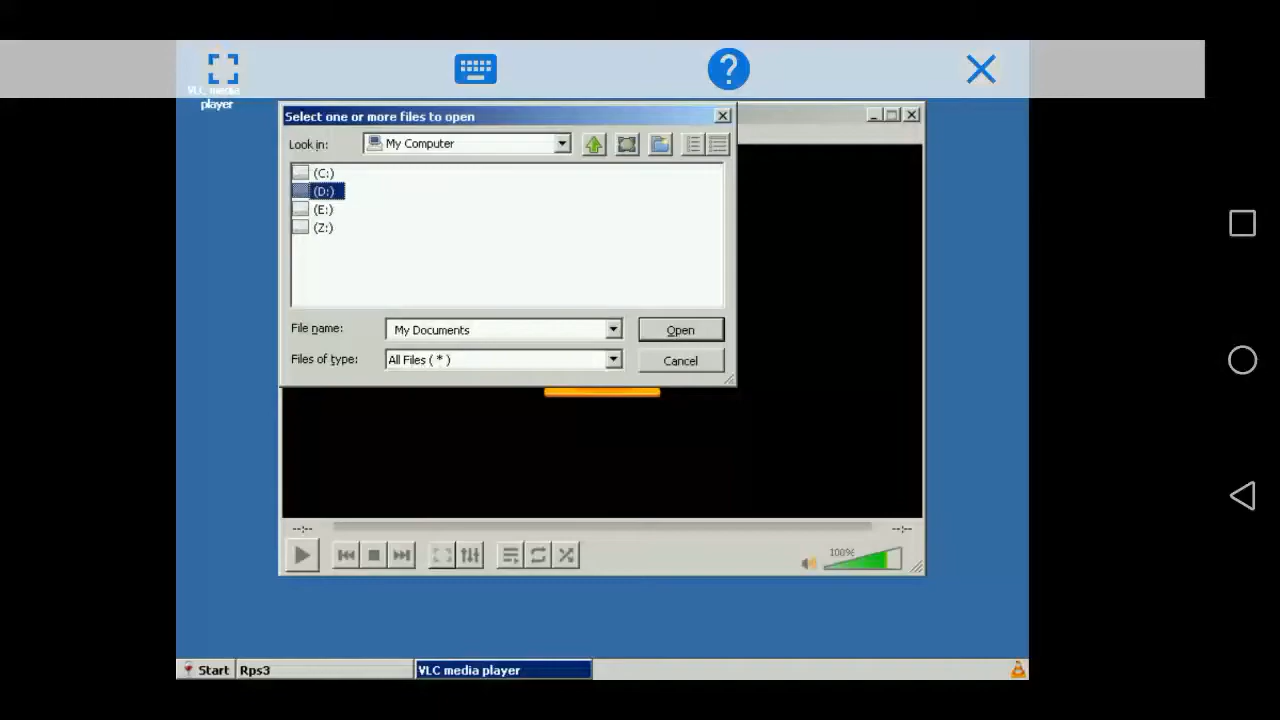 VLC media
player
Select one or more files to open
Look in:
My Computer
(C:)
(D:)
(E:)
(Z:)
File name:
My Documents
Open
Files of type:
All Files ( * )
Cancel
--:--
--:--
100%
Start
Rps3
VLC media player